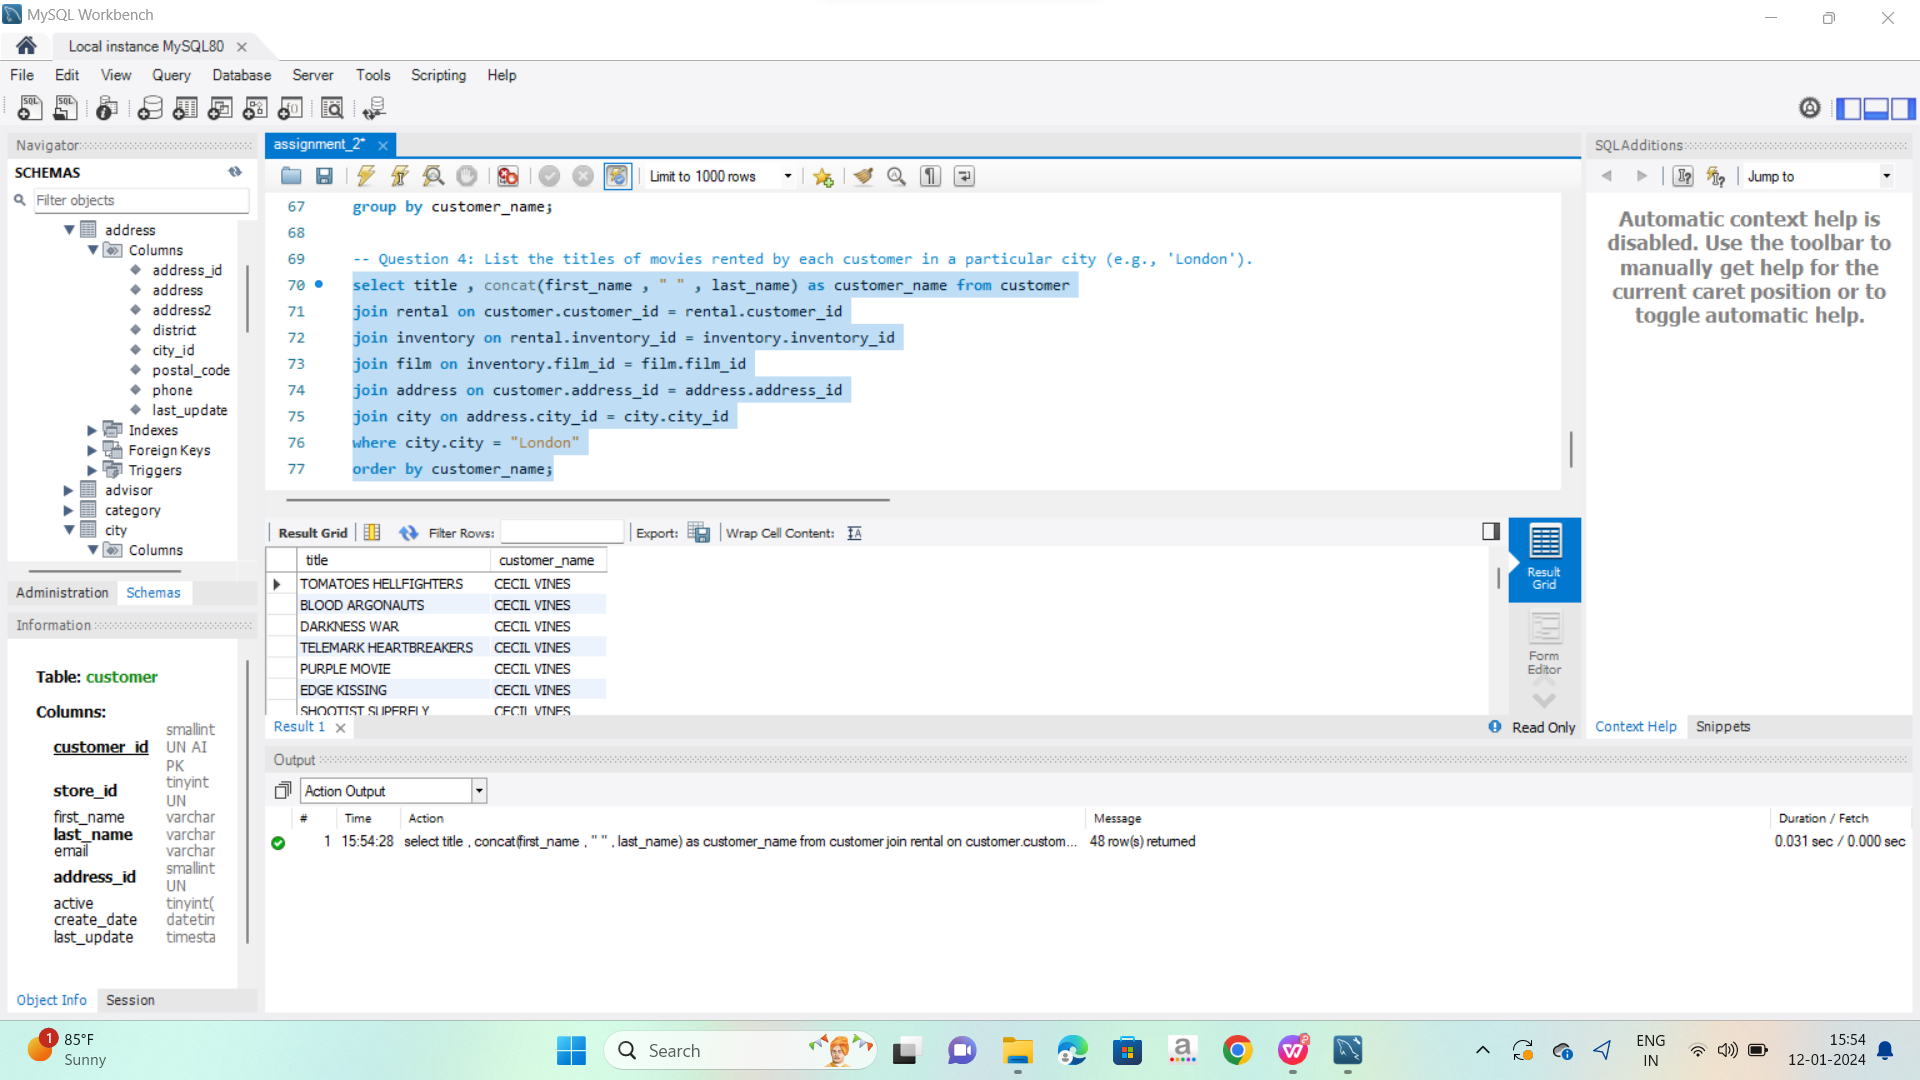 MySQL Workbench
Local instance MySQL80
File Edit View Query Database Server Tools Scripting Help
Navigator
SCHEMAS
Filter objects
address
Columns
address_id
address
address2
district
city_id
postal_code
phone
last_update
Indexes
Foreign Keys
Triggers
advisor
category
city
Columns
Administration Schemas
Information
Table: customer
Columns:
customer_id smallint UN AI PK
store_id tinyint UN
first_name varchar
last_name varchar
email varchar
address_id smallint UN
active tinyint(
create_date datetim
last_update timesta
Object Info Session
assignment_2*
Limit to 1000 rows
67 group by customer_name;
68
69 -- Question 4: List the titles of movies rented by each customer in a particular city (e.g., 'London').
70 select title , concat(first_name , " " , last_name) as customer_name from customer
71 join rental on customer.customer_id = rental.customer_id
72 join inventory on rental.inventory_id = inventory.inventory_id
73 join film on inventory.film_id = film.film_id
74 join address on customer.address_id = address.address_id
75 join city on address.city_id = city.city_id
76 where city.city = "London"
77 order by customer_name;
Result Grid Filter Rows: Export: Wrap Cell Content:
title customer_name
TOMATOES HELLFIGHTERS CECIL VINES
BLOOD ARGONAUTS CECIL VINES
DARKNESS WAR CECIL VINES
TELEMARK HEARTBREAKERS CECIL VINES
PURPLE MOVIE CECIL VINES
EDGE KISSING CECIL VINES
SHOOTIST SUPERFLY CECIL VINES
Result Grid
Form Editor
Result 1
Read Only
Output
Action Output
# Time Action Message Duration / Fetch
1 15:54:28 select title , concat(first_name , " " , last_name) as customer_name from customer join rental on customer.custom... 48 row(s) returned 0.031 sec / 0.000 sec
SQLAdditions
Jump to
Automatic context help is
disabled. Use the toolbar to
manually get help for the
current caret position or to
toggle automatic help.
Context Help Snippets
1
85°F
Sunny
Search
ENG
IN
15:54
12-01-2024